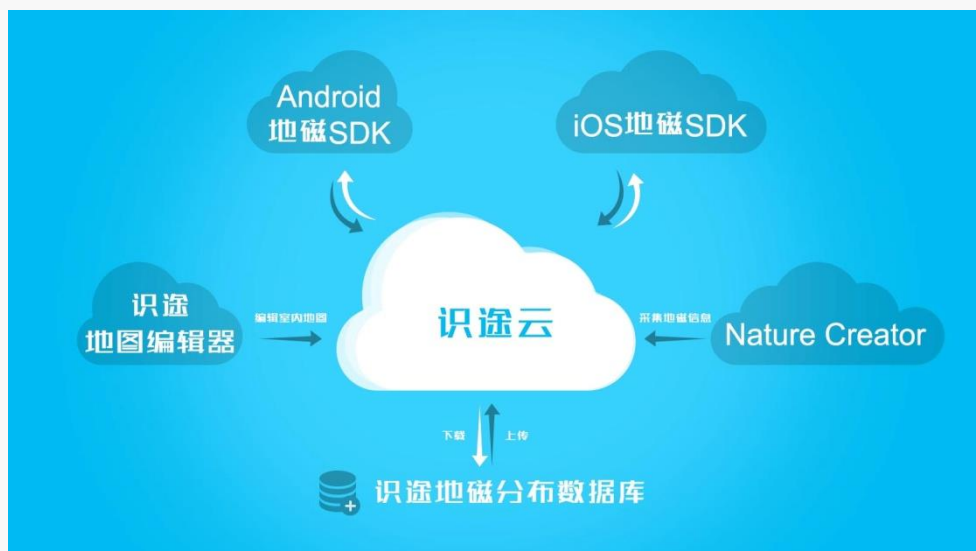 Android
地磁SDK
iOS地磁SDK
识途
地图编辑器
编辑室内地图
识途云
采集地磁信息
Nature Creator
下载
上传
识途地磁分布数据库